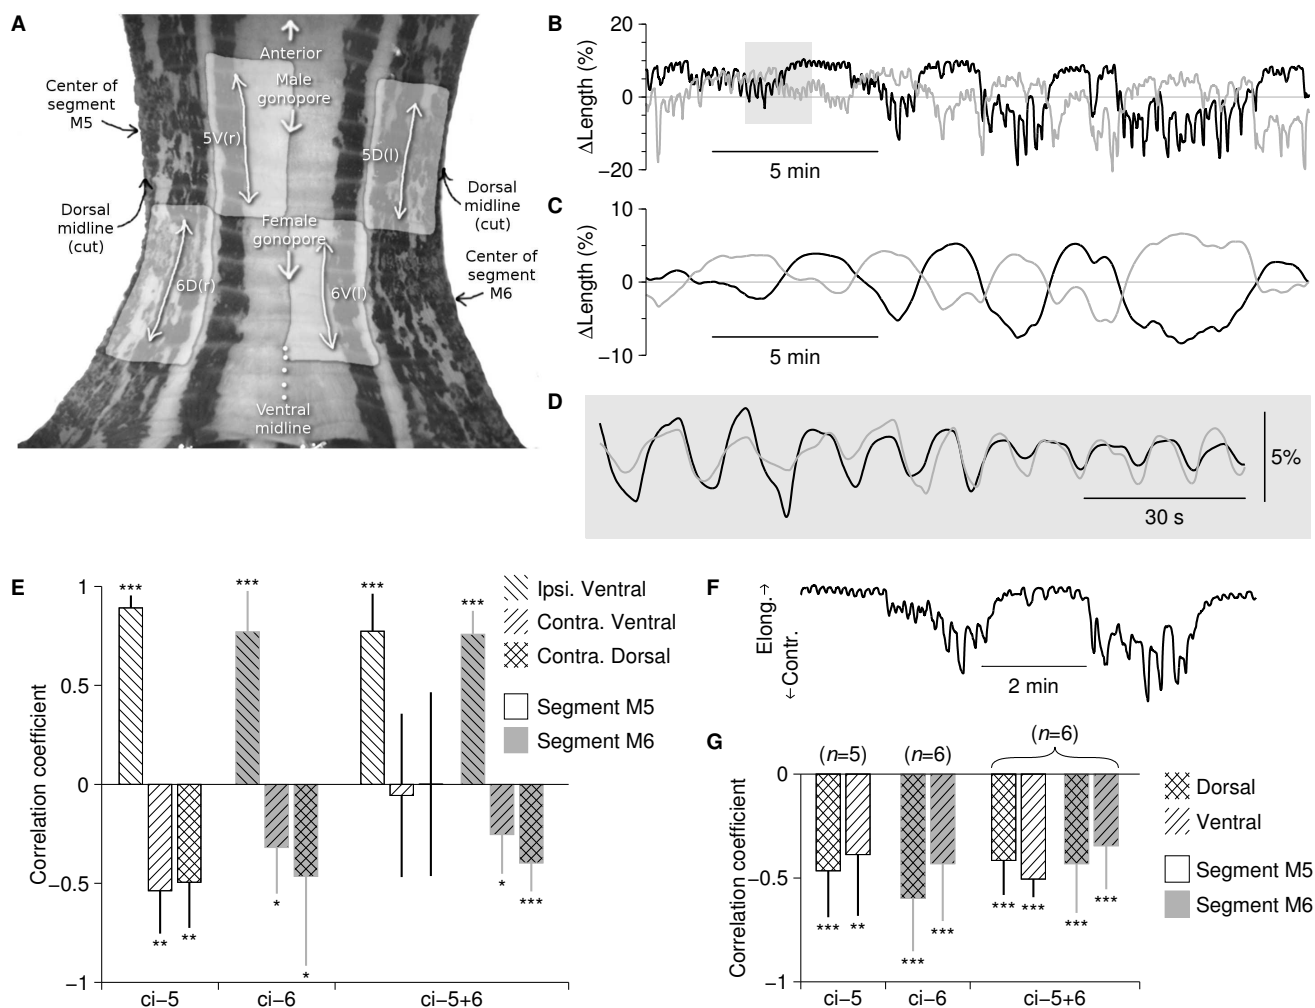 A
Anterior
Male
gonopore
Center of
segment
M5
5V(r)
5D(l)
Dorsal
midline
(cut)
Dorsal
midline
(cut)
Female
gonopore
Center of
segment
M6
6D(r)
6V(l)
Ventral
midline
B
ΔLength (%)
20
10
0
−20
5 min
C
ΔLength (%)
10
0
−10
5 min
D
5%
30 s
E
Correlation coefficient
1
0.5
0
−0.5
−1
***
**
**
***
*
*
***
***
*
***
Ipsi. Ventral
Contra. Ventral
Contra. Dorsal
Segment M5
Segment M6
ci−5
ci−6
ci−5+6
F
Elong.→
←Contr.
2 min
G
Correlation coefficient
0
−0.5
−1
(n=5)
(n=6)
(n=6)
***
**
***
***
***
***
***
***
Dorsal
Ventral
Segment M5
Segment M6
ci−5
ci−6
ci−5+6